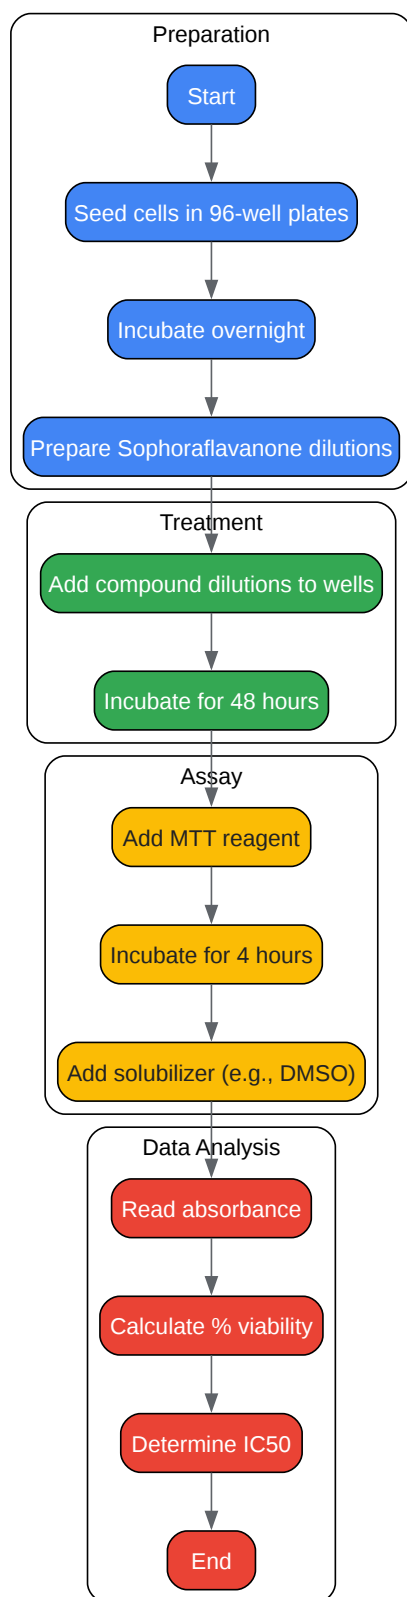 Preparation
Start
Seed cells in 96-well plates
Incubate overnight
Prepare Sophoraflavanone dilutions
Treatment
Add compound dilutions to wells
Incubate for 48 hours
Assay
Add MTT reagent
Incubate for 4 hours
Add solubilizer (e.g., DMSO)
Data Analysis
Read absorbance
Calculate % viability
Determine IC50
End